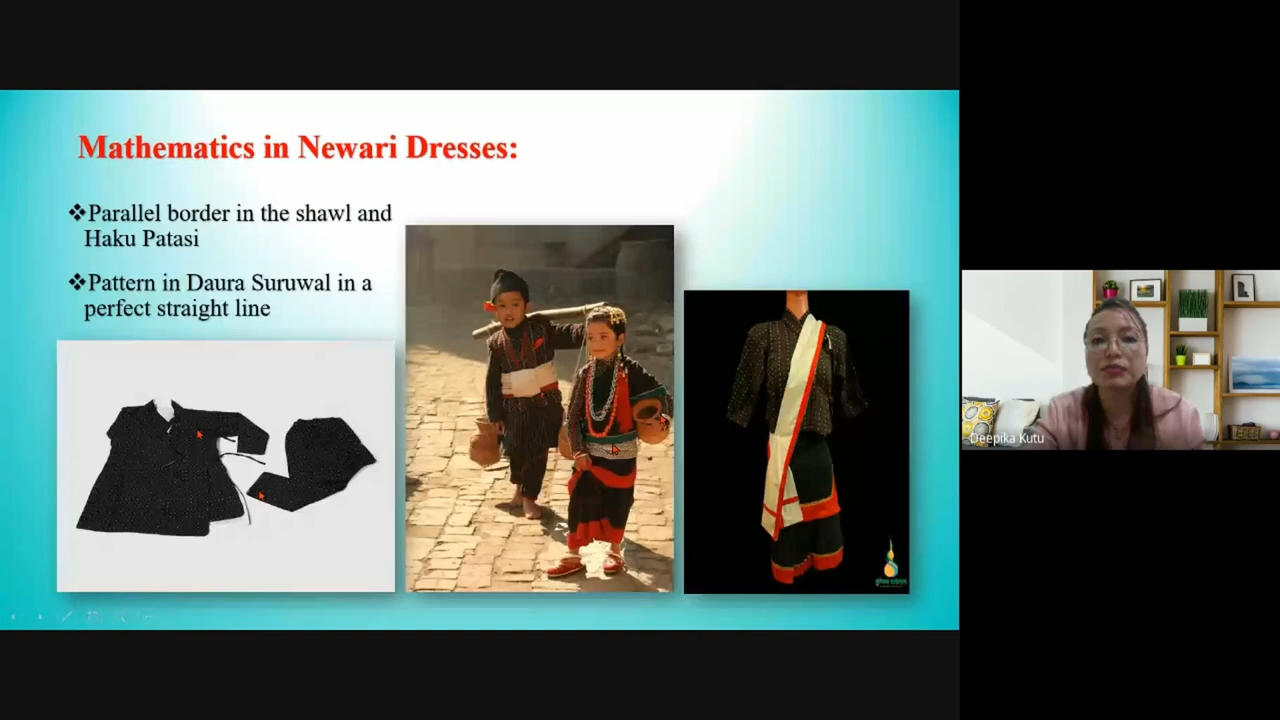 Mathematics in Newari Dresses:
❖Parallel border in the shawl and
Haku Patasi
❖Pattern in Daura Suruwal in a
perfect straight line
Deepika Kutu